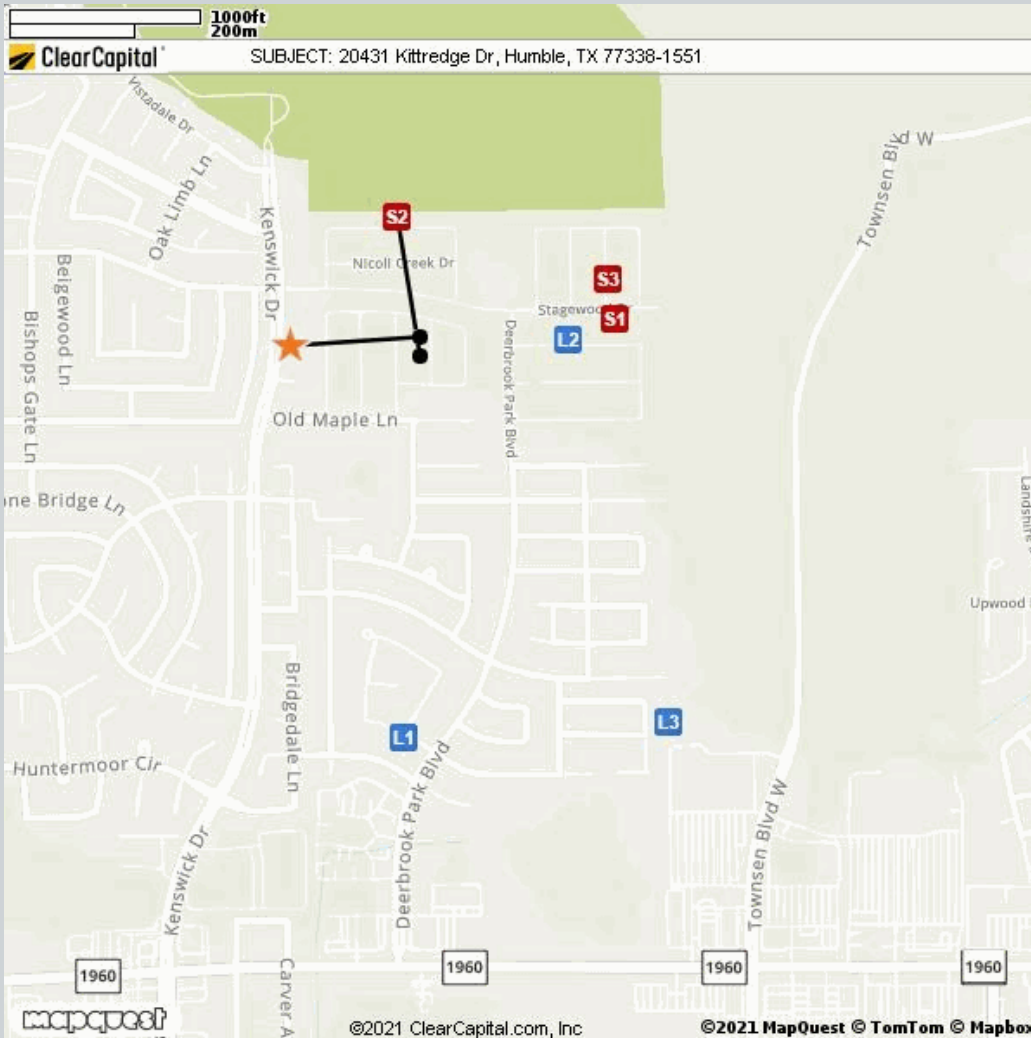 1000ft
200m
ClearCapital
SUBJECT: 20431 Kittredge Dr, Humble, TX 77338-1551
Vistadale Dr
Townsen Blvd W
Oak Limb Ln
Kenswick Dr
S2
Nicoll Creek Dr
Beigewood Ln
S3
Stagewood
S1
Bishops Gate Ln
L2
Deerbrook Park Blvd
Old Maple Ln
Bridge Ln
Upwood
Bridgedale Ln
L1
L3
Huntermoor Cir
Deerbrook Park Blvd
Townsen Blvd W
Kenswick Dr
1960
1960
1960
1960
Carver A
mapquest
©2021 ClearCapital.com, Inc
©2021 MapQuest © TomTom © Mapbox